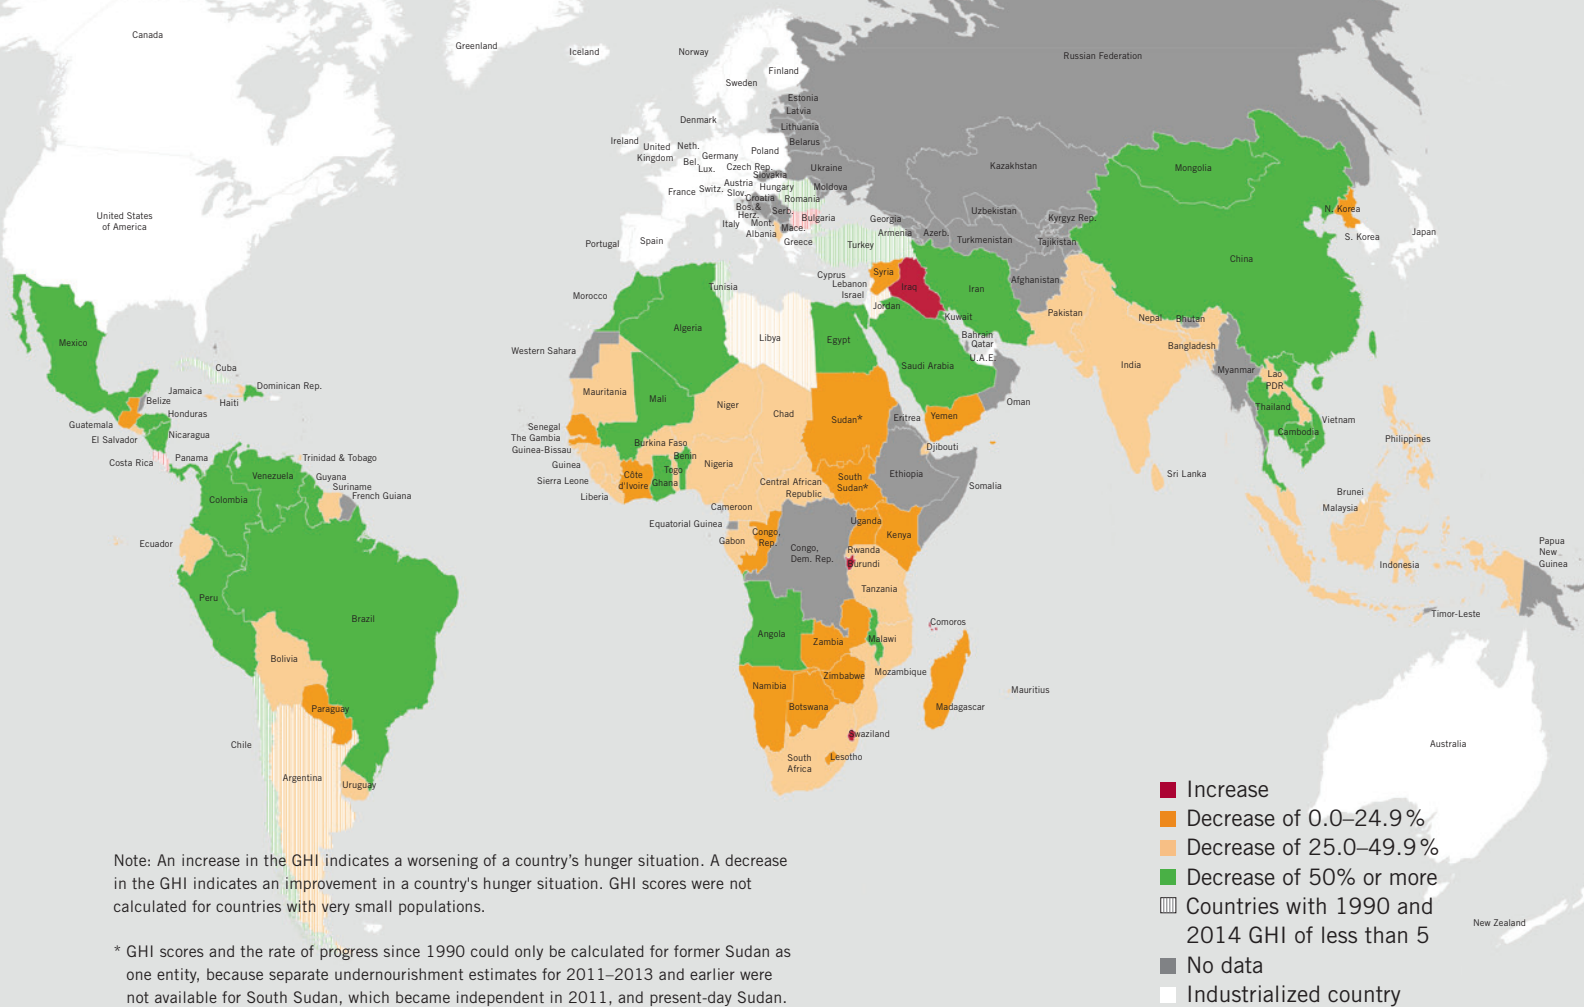 Canada
Greenland
Iceland
Norway
Sweden
Finland
Russian Federation
Estonia
Latvia
Lithuania
Belarus
Denmark
Ireland
United
Kingdom
Neth.
Bel.
Lux.
Germany
Poland
Czech Rep.
Slovakia
Ukraine
Kazakhstan
Mongolia
France
Switz.
Austria
Slov.
Hungary
Croatia
Romania
Moldova
Bos.&
Herz.
Serb.
Bulgaria
Italy
Mont.
Mace.
Albania
Greece
Portugal
Spain
Georgia
Armenia
Azerb.
Turkey
Uzbekistan
Turkmenistan
Kyrgyz Rep.
Tajikistan
N. Korea
S. Korea
Japan
China
United States
of America
Cyprus
Lebanon
Israel
Syria
Iraq
Jordan
Iran
Afghanistan
Kuwait
Bahrain
Qatar
U.A.E.
Pakistan
Nepal
Bhutan
Bangladesh
India
Myanmar
Lao
PDR
Thailand
Vietnam
Cambodia
Philippines
Sri Lanka
Brunei
Malaysia
Indonesia
Papua
New
Guinea
Timor-Leste
Morocco
Tunisia
Algeria
Libya
Egypt
Saudi Arabia
Oman
Yemen
Western Sahara
Mauritania
Mali
Niger
Chad
Sudan*
Eritrea
Djibouti
Ethiopia
Somalia
Senegal
The Gambia
Guinea-Bissau
Guinea
Sierra Leone
Liberia
Côte
d'Ivoire
Burkina Faso
Benin
Togo
Ghana
Nigeria
Cameroon
Central African
Republic
South
Sudan*
Equatorial Guinea
Gabon
Congo,
Rep.
Congo,
Dem. Rep.
Uganda
Kenya
Rwanda
Burundi
Tanzania
Angola
Zambia
Malawi
Comoros
Mozambique
Zimbabwe
Namibia
Botswana
Madagascar
Mauritius
Swaziland
South
Africa
Lesotho
Mexico
Cuba
Jamaica
Haiti
Dominican Rep.
Belize
Honduras
Guatemala
El Salvador
Nicaragua
Costa Rica
Panama
Trinidad & Tobago
Venezuela
Guyana
Suriname
French Guiana
Colombia
Ecuador
Peru
Brazil
Bolivia
Paraguay
Chile
Argentina
Uruguay
Australia
New Zealand
Increase
Decrease of 0.0–24.9%
Decrease of 25.0–49.9%
Decrease of 50% or more
Countries with 1990 and
2014 GHI of less than 5
No data
Industrialized country
Note: An increase in the GHI indicates a worsening of a country's hunger situation. A decrease
in the GHI indicates an improvement in a country's hunger situation. GHI scores were not
calculated for countries with very small populations.
* GHI scores and the rate of progress since 1990 could only be calculated for former Sudan as
one entity, because separate undernourishment estimates for 2011–2013 and earlier were
not available for South Sudan, which became independent in 2011, and present-day Sudan.